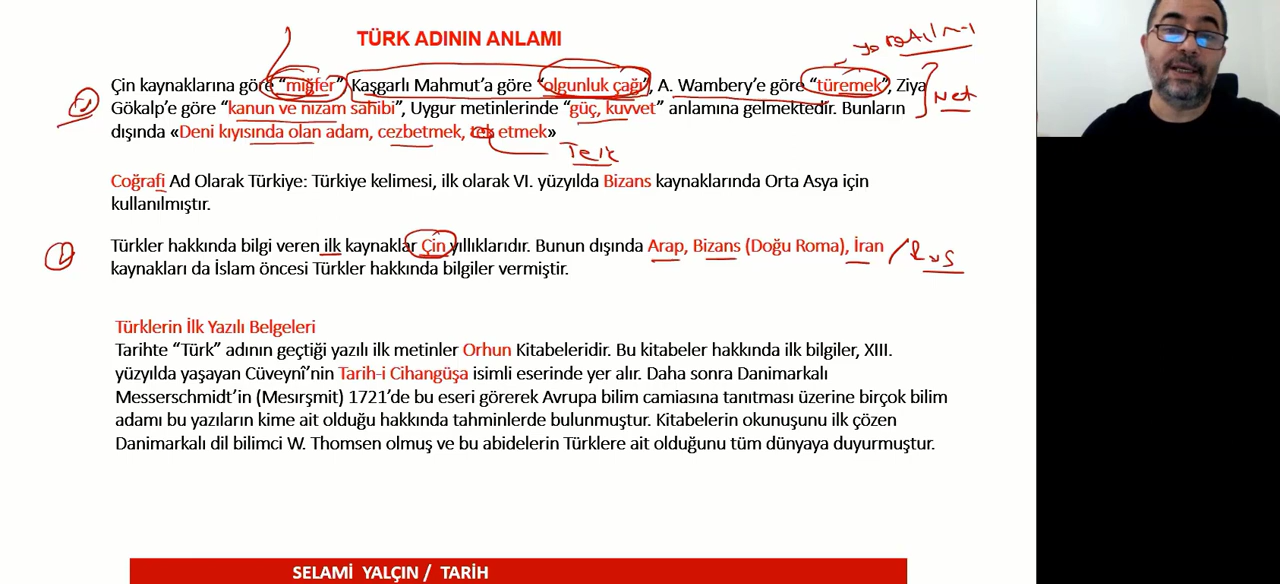 TÜRK ADININ ANLAMI
Çin kaynaklarına göre “miğfer” Kaşgarlı Mahmut’a göre “olgunluk çağı”, A. Wambery’e göre “türemek”, Ziya
Gökalp’e göre “kanun ve nizam sahibi”, Uygur metinlerinde “güç, kuvvet” anlamına gelmektedir. Bunların
Net
dışında «Deni kıyısında olan adam, cezbetmek, etmek»
Terk
Coğrafi Ad Olarak Türkiye: Türkiye kelimesi, ilk olarak VI. yüzyılda Bizans kaynaklarında Orta Asya için
kullanılmıştır.
Türkler hakkında bilgi veren ilk kaynaklar Çin yıllıklarıdır. Bunun dışında Arap, Bizans (Doğu Roma), İran / Rus
kaynakları da İslam öncesi Türkler hakkında bilgiler vermiştir.
Türklerin İlk Yazılı Belgeleri
Tarihte “Türk” adının geçtiği yazılı ilk metinler Orhun Kitabeleridir. Bu kitabeler hakkında ilk bilgiler, XIII.
yüzyılda yaşayan Cüveynî’nin Tarih-i Cihangüşa isimli eserinde yer alır. Daha sonra Danimarkalı
Messerschmidt’in (Mesırşmit) 1721’de bu eseri görerek Avrupa bilim camiasına tanıtması üzerine birçok bilim
adamı bu yazıların kime ait olduğu hakkında tahminlerde bulunmuştur. Kitabelerin okunuşunu ilk çözen
Danimarkalı dil bilimci W. Thomsen olmuş ve bu abidelerin Türklere ait olduğunu tüm dünyaya duyurmuştur.
SELAMİ YALÇIN / TARİH